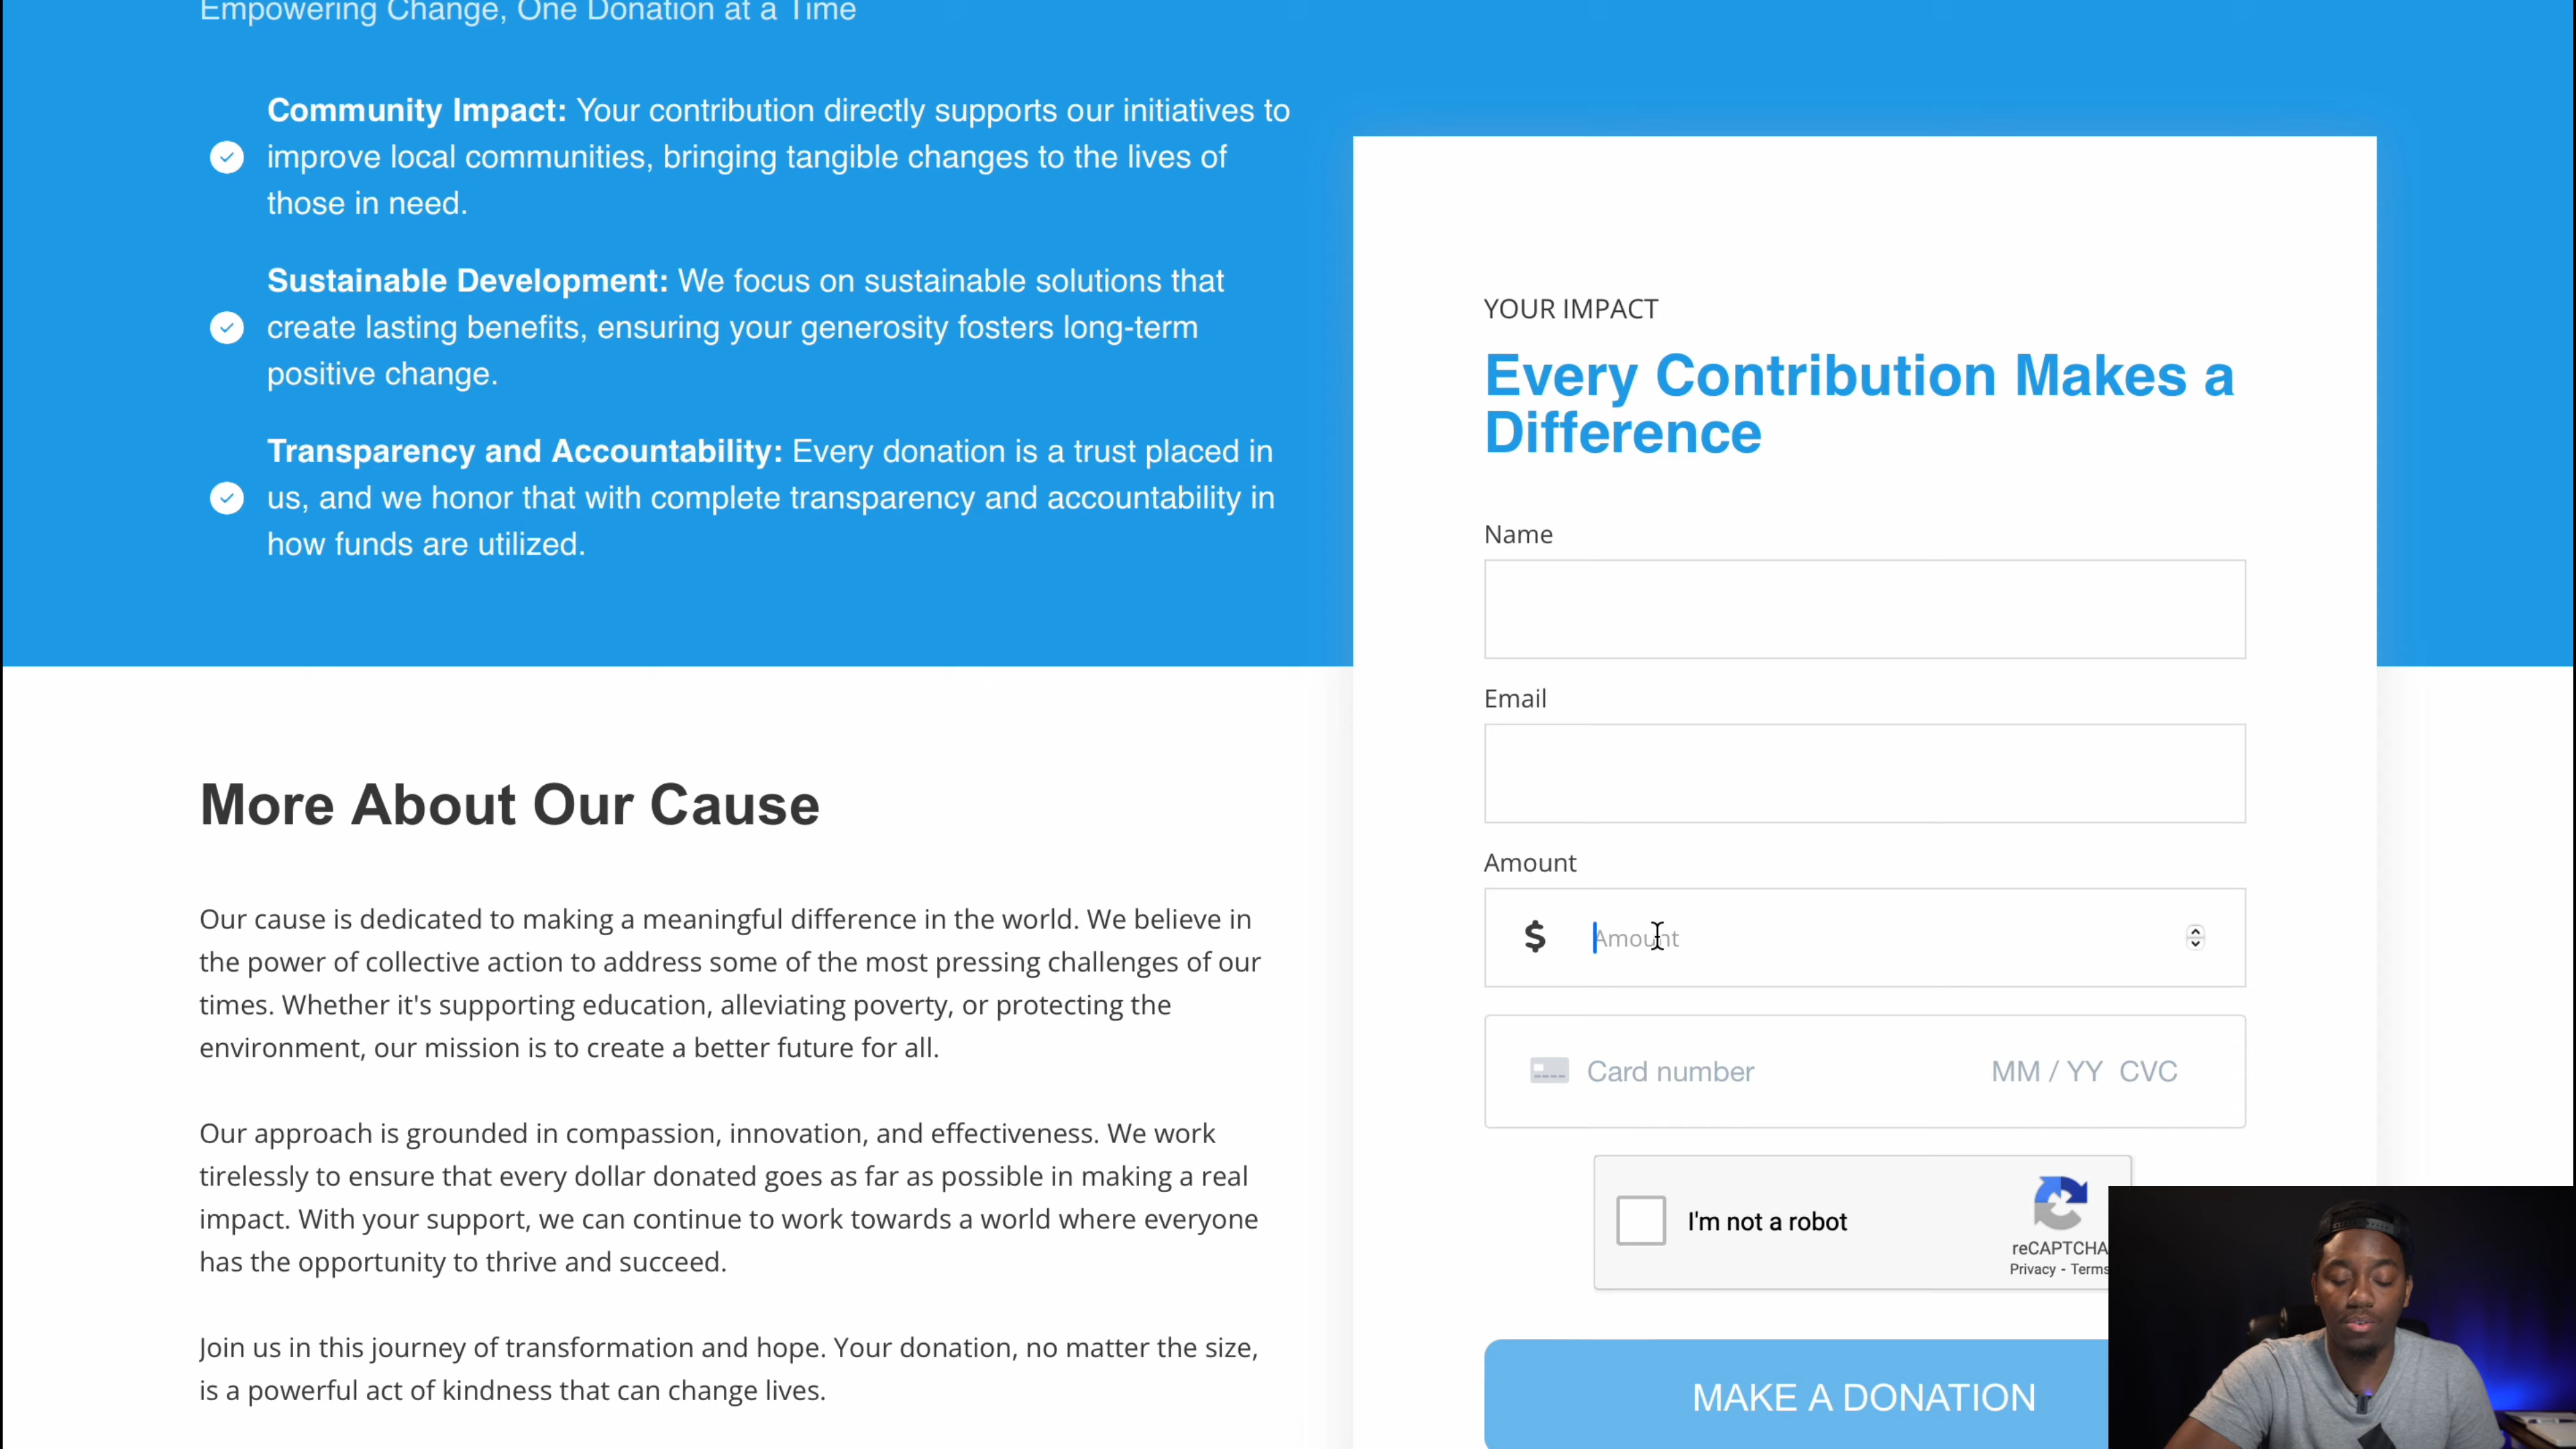 Empowering Change, One Donation at a Time
Community Impact: Your contribution directly supports our initiatives to
improve local communities, bringing tangible changes to the lives of
those in need.
Sustainable Development: We focus on sustainable solutions that
create lasting benefits, ensuring your generosity fosters long-term
positive change.
Transparency and Accountability: Every donation is a trust placed in
us, and we honor that with complete transparency and accountability in
how funds are utilized.
More About Our Cause
Our cause is dedicated to making a meaningful difference in the world. We believe in
the power of collective action to address some of the most pressing challenges of our
times. Whether it's supporting education, alleviating poverty, or protecting the
environment, our mission is to create a better future for all.
Our approach is grounded in compassion, innovation, and effectiveness. We work
tirelessly to ensure that every dollar donated goes as far as possible in making a real
impact. With your support, we can continue to work towards a world where everyone
has the opportunity to thrive and succeed.
Join us in this journey of transformation and hope. Your donation, no matter the size,
is a powerful act of kindness that can change lives.
YOUR IMPACT
Every Contribution Makes a
Difference
Name
Email
Amount
$ Amount
Card number MM / YY CVC
I'm not a robot
reCAPTCHA
Privacy - Terms
MAKE A DONATION